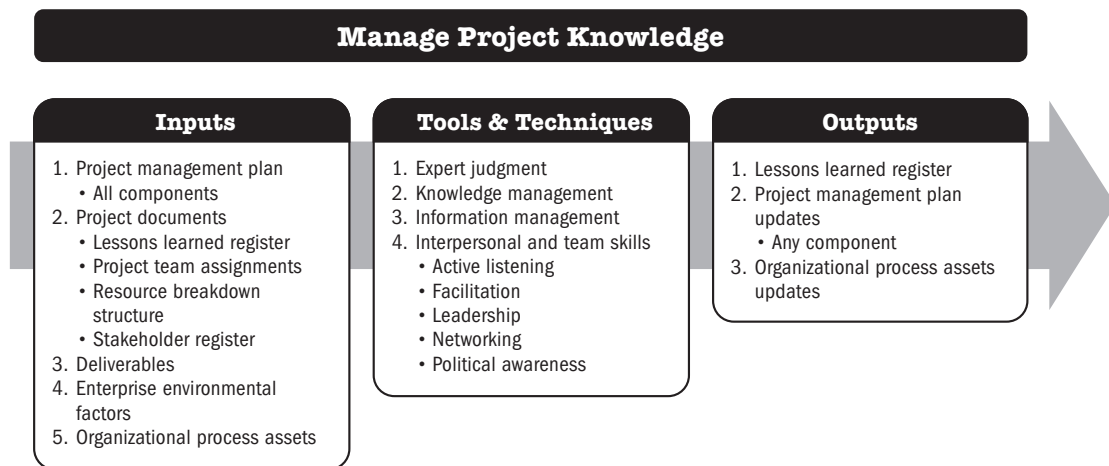 Manage Project Knowledge
Inputs
1. Project management plan
• All components
2. Project documents
• Lessons learned register
• Project team assignments
• Resource breakdown
structure
• Stakeholder register
3. Deliverables
4. Enterprise environmental
factors
5. Organizational process assets
Tools & Techniques
1. Expert judgment
2. Knowledge management
3. Information management
4. Interpersonal and team skills
• Active listening
• Facilitation
• Leadership
• Networking
• Political awareness
Outputs
1. Lessons learned register
2. Project management plan
updates
• Any component
3. Organizational process assets
updates